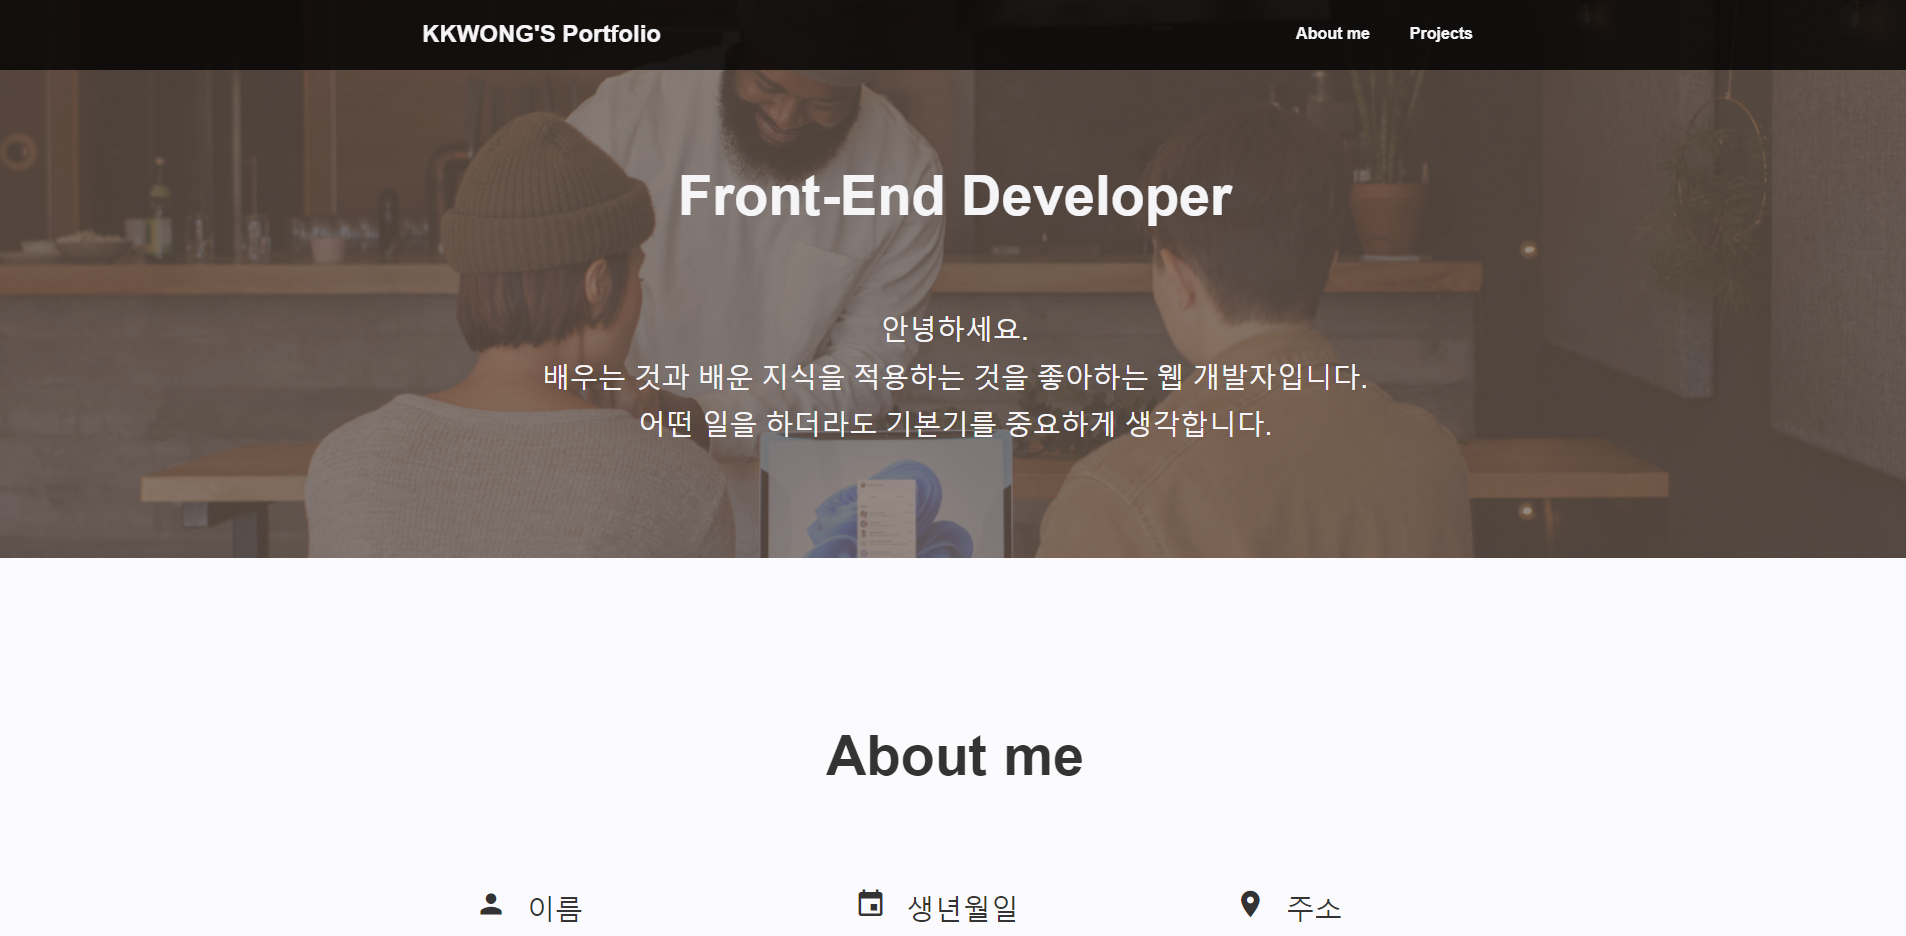 KKWONG'S Portfolio
About me
Projects
Front-End Developer
안녕하세요.
배우는 것과 배운 지식을 적용하는 것을 좋아하는 웹 개발자입니다.
어떤 일을 하더라도 기본기를 중요하게 생각합니다.
About me
이름
생년월일
주소